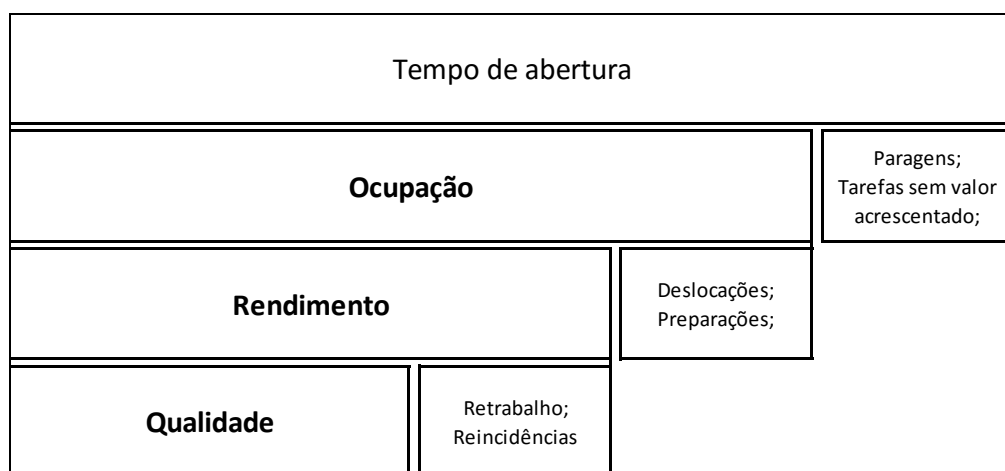 Tempo de abertura
Ocupação
Paragens;
Tarefas sem valor
acrescentado;
Rendimento
Deslocações;
Preparações;
Qualidade
Retrabalho;
Reincidências